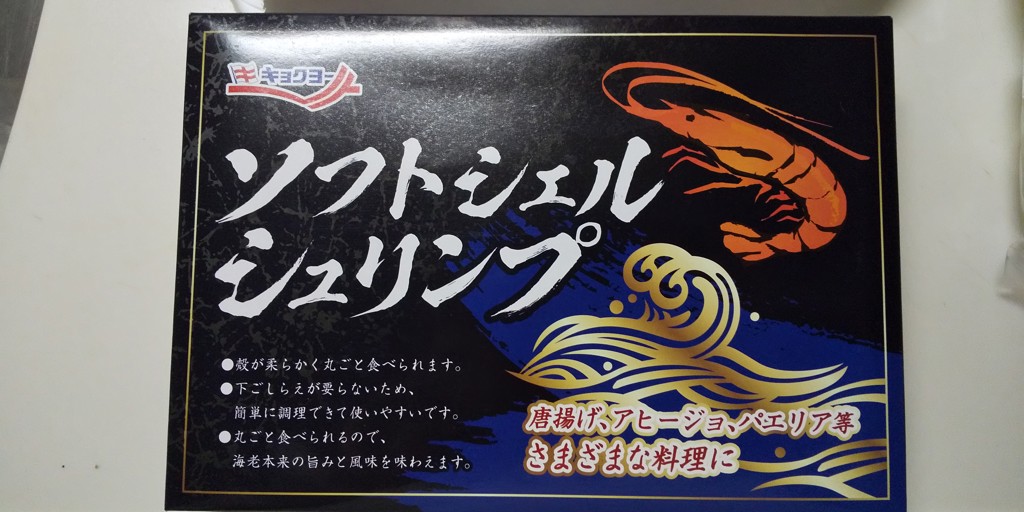 キ キョクヨー
ソフトシェル
シュリンプ
●殻が柔らかく丸ごと食べられます。
●下ごしらえが要らないため、
簡単に調理できて使いやすいです。
●丸ごと食べられるので、
海老本来の旨みと風味を味わえます。
唐揚げ、アヒージョ、パエリア等
さまざまな料理に